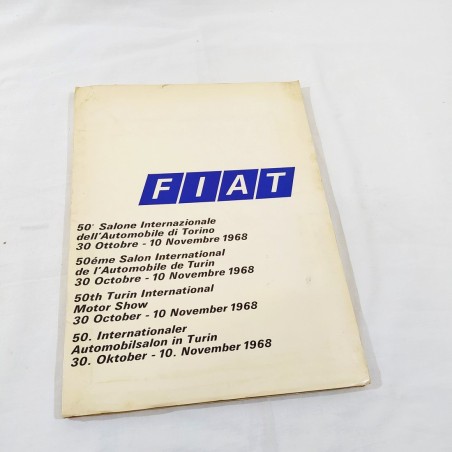 FIAT
50° Salone Internazionale
dell'Automobile di Torino
30 Ottobre - 10 Novembre 1968
50éme Salon International
de l'Automobile de Turin
30 Octobre - 10 Novembre 1968
50th Turin International
Motor Show
30 October - 10 November 1968
50. Internationaler
Automobilsalon in Turin
30. Oktober - 10. November 1968